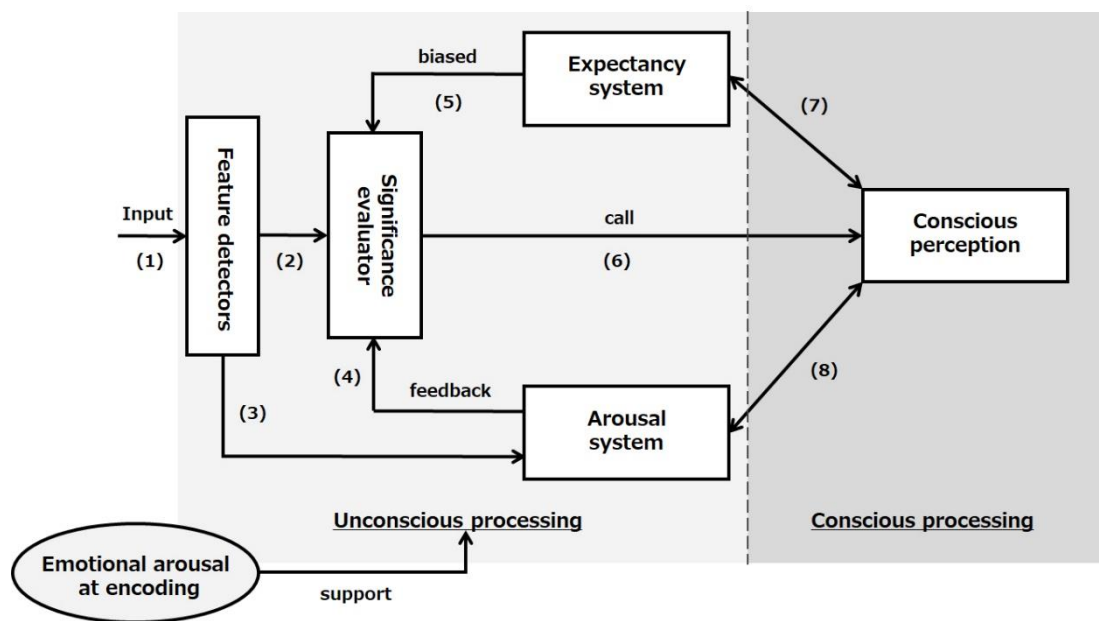 biased
(5)
Expectancy
system
(7)
Feature detectors
Significance
evaluator
Input
(1)
(2)
call
(6)
Conscious
perception
(3)
(4)
feedback
Arousal
system
(8)
Unconscious processing
Conscious processing
Emotional arousal
at encoding
support